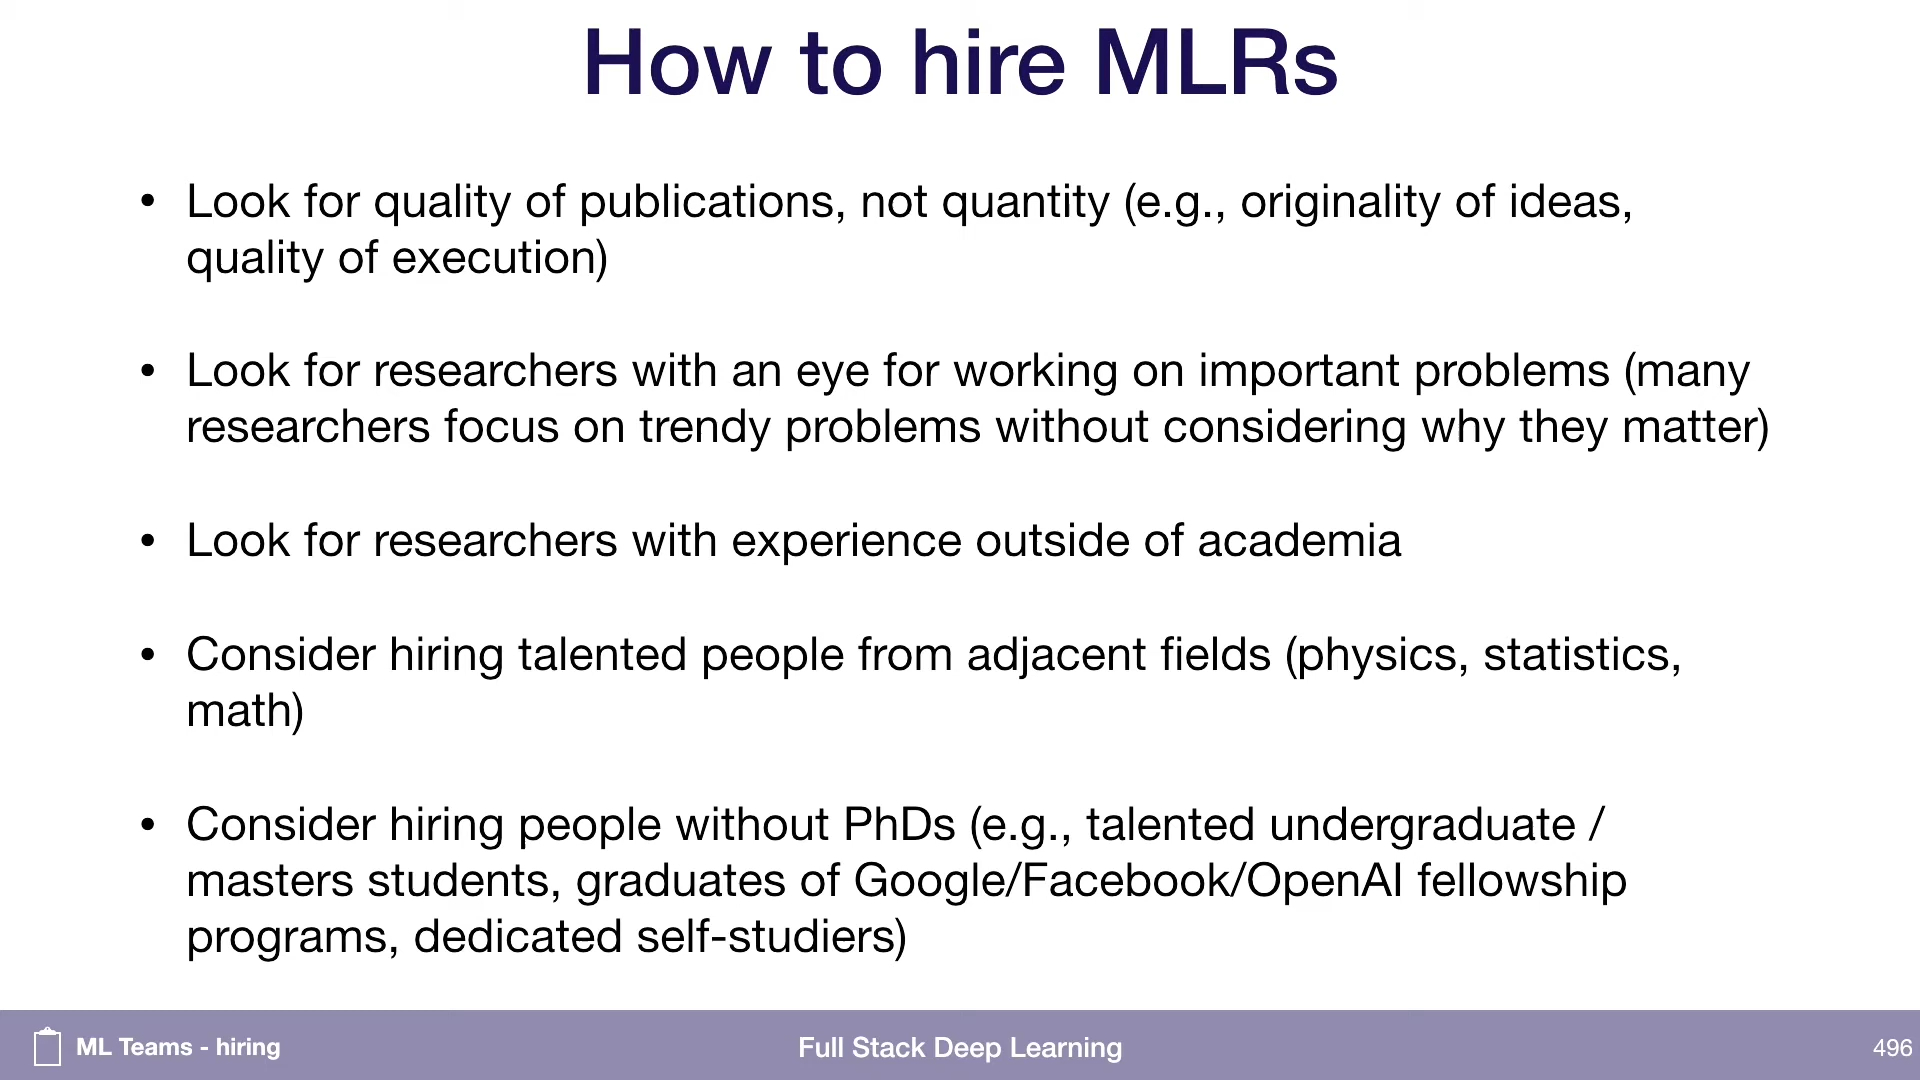 How to hire MLRs
• Look for quality of publications, not quantity (e.g., originality of ideas,
quality of execution)
• Look for researchers with an eye for working on important problems (many
researchers focus on trendy problems without considering why they matter)
• Look for researchers with experience outside of academia
• Consider hiring talented people from adjacent fields (physics, statistics,
math)
• Consider hiring people without PhDs (e.g., talented undergraduate /
masters students, graduates of Google/Facebook/OpenAI fellowship
programs, dedicated self-studiers)
ML Teams - hiring
Full Stack Deep Learning
496